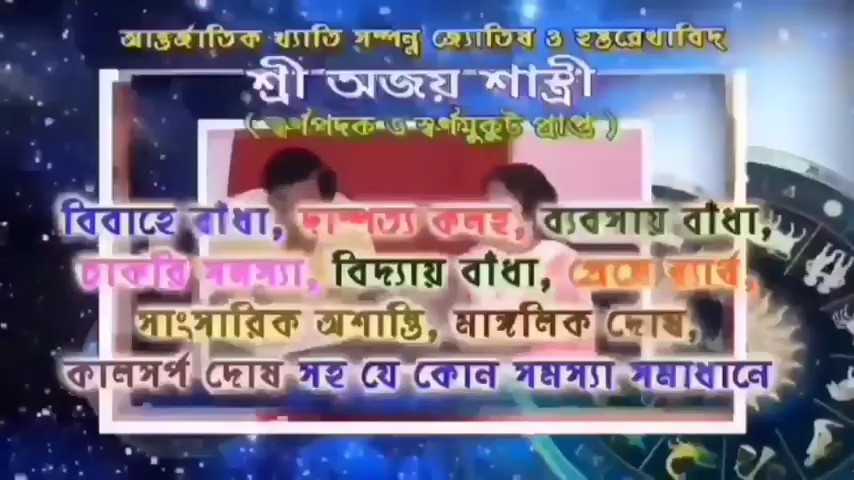 আন্তর্জাতিক খ্যাতি সম্পন্ন জ্যোতিষ ও হস্তরেখাবিদ্
শ্রী অজয় শাস্ত্রী
( স্বর্ণপদক ও স্বর্ণমুকুট প্রাপ্ত )
বিবাহে বাঁধা, দাম্পত্য কলহ, ব্যবসায় বাঁধা,
চাকরি সমস্যা, বিদ্যায় বাঁধা, প্রেমে ব্যার্থ,
সাংসারিক অশান্তি, মাঙ্গলিক দোষ,
কালসর্প দোষ সহ যে কোন সমস্যা সমাধানে